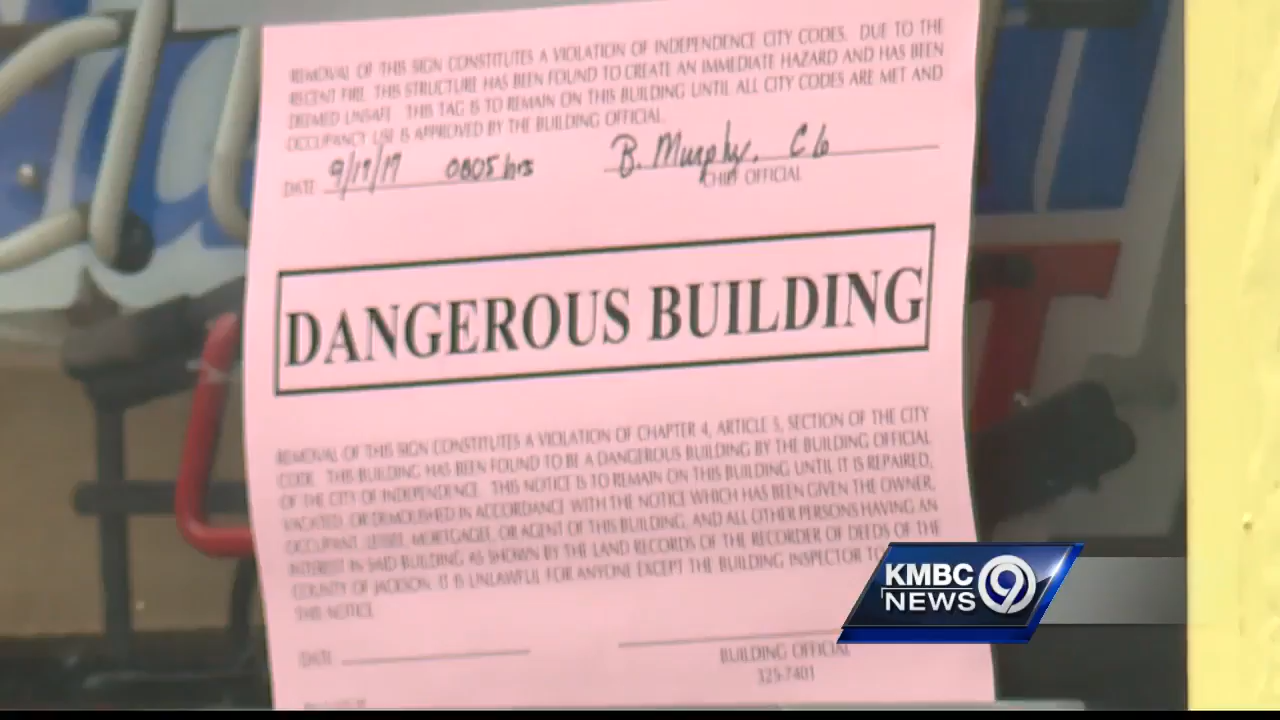 REMOVAL OF THIS SIGN CONSTITUTES A VIOLATION OF INDEPENDENCE CITY CODES. DUE TO THE
RECENT FIRE, THIS STRUCTURE HAS BEEN FOUND TO CREATE AN IMMEDIATE HAZARD AND HAS BEEN
DEEMED UNSAFE. THIS TAG IS TO REMAIN ON THIS BUILDING UNTIL ALL CITY CODES ARE MET AND
OCCUPANCY USE IS APPROVED BY THE BUILDING OFFICIAL.
DATE 0805 hrs B. Murphy,
CHIEF OFFICIAL
DANGEROUS BUILDING
REMOVAL OF THIS SIGN CONSTITUTES A VIOLATION OF CHAPTER 4, ARTICLE 5, SECTION OF THE CITY
CODE. THIS BUILDING HAS BEEN FOUND TO BE A DANGEROUS BUILDING BY THE BUILDING OFFICIAL
OF THE CITY OF INDEPENDENCE. THIS NOTICE IS TO REMAIN ON THIS BUILDING UNTIL IT IS REPAIRED,
VACATED, OR DEMOLISHED IN ACCORDANCE WITH THE NOTICE WHICH HAS BEEN GIVEN THE OWNER,
OCCUPANT, LESSEE, MORTGAGEE, OR AGENT OF THIS BUILDING, AND ALL OTHER PERSONS HAVING AN
INTEREST IN SAID BUILDING AS SHOWN BY THE LAND RECORDS OF THE RECORDER OF DEEDS OF THE
COUNTY OF JACKSON. IT IS UNLAWFUL FOR ANYONE EXCEPT THE BUILDING INSPECTOR
THIS NOTICE.
DATE
BUILDING OFFICIAL
325-7401
KMBC
NEWS 9